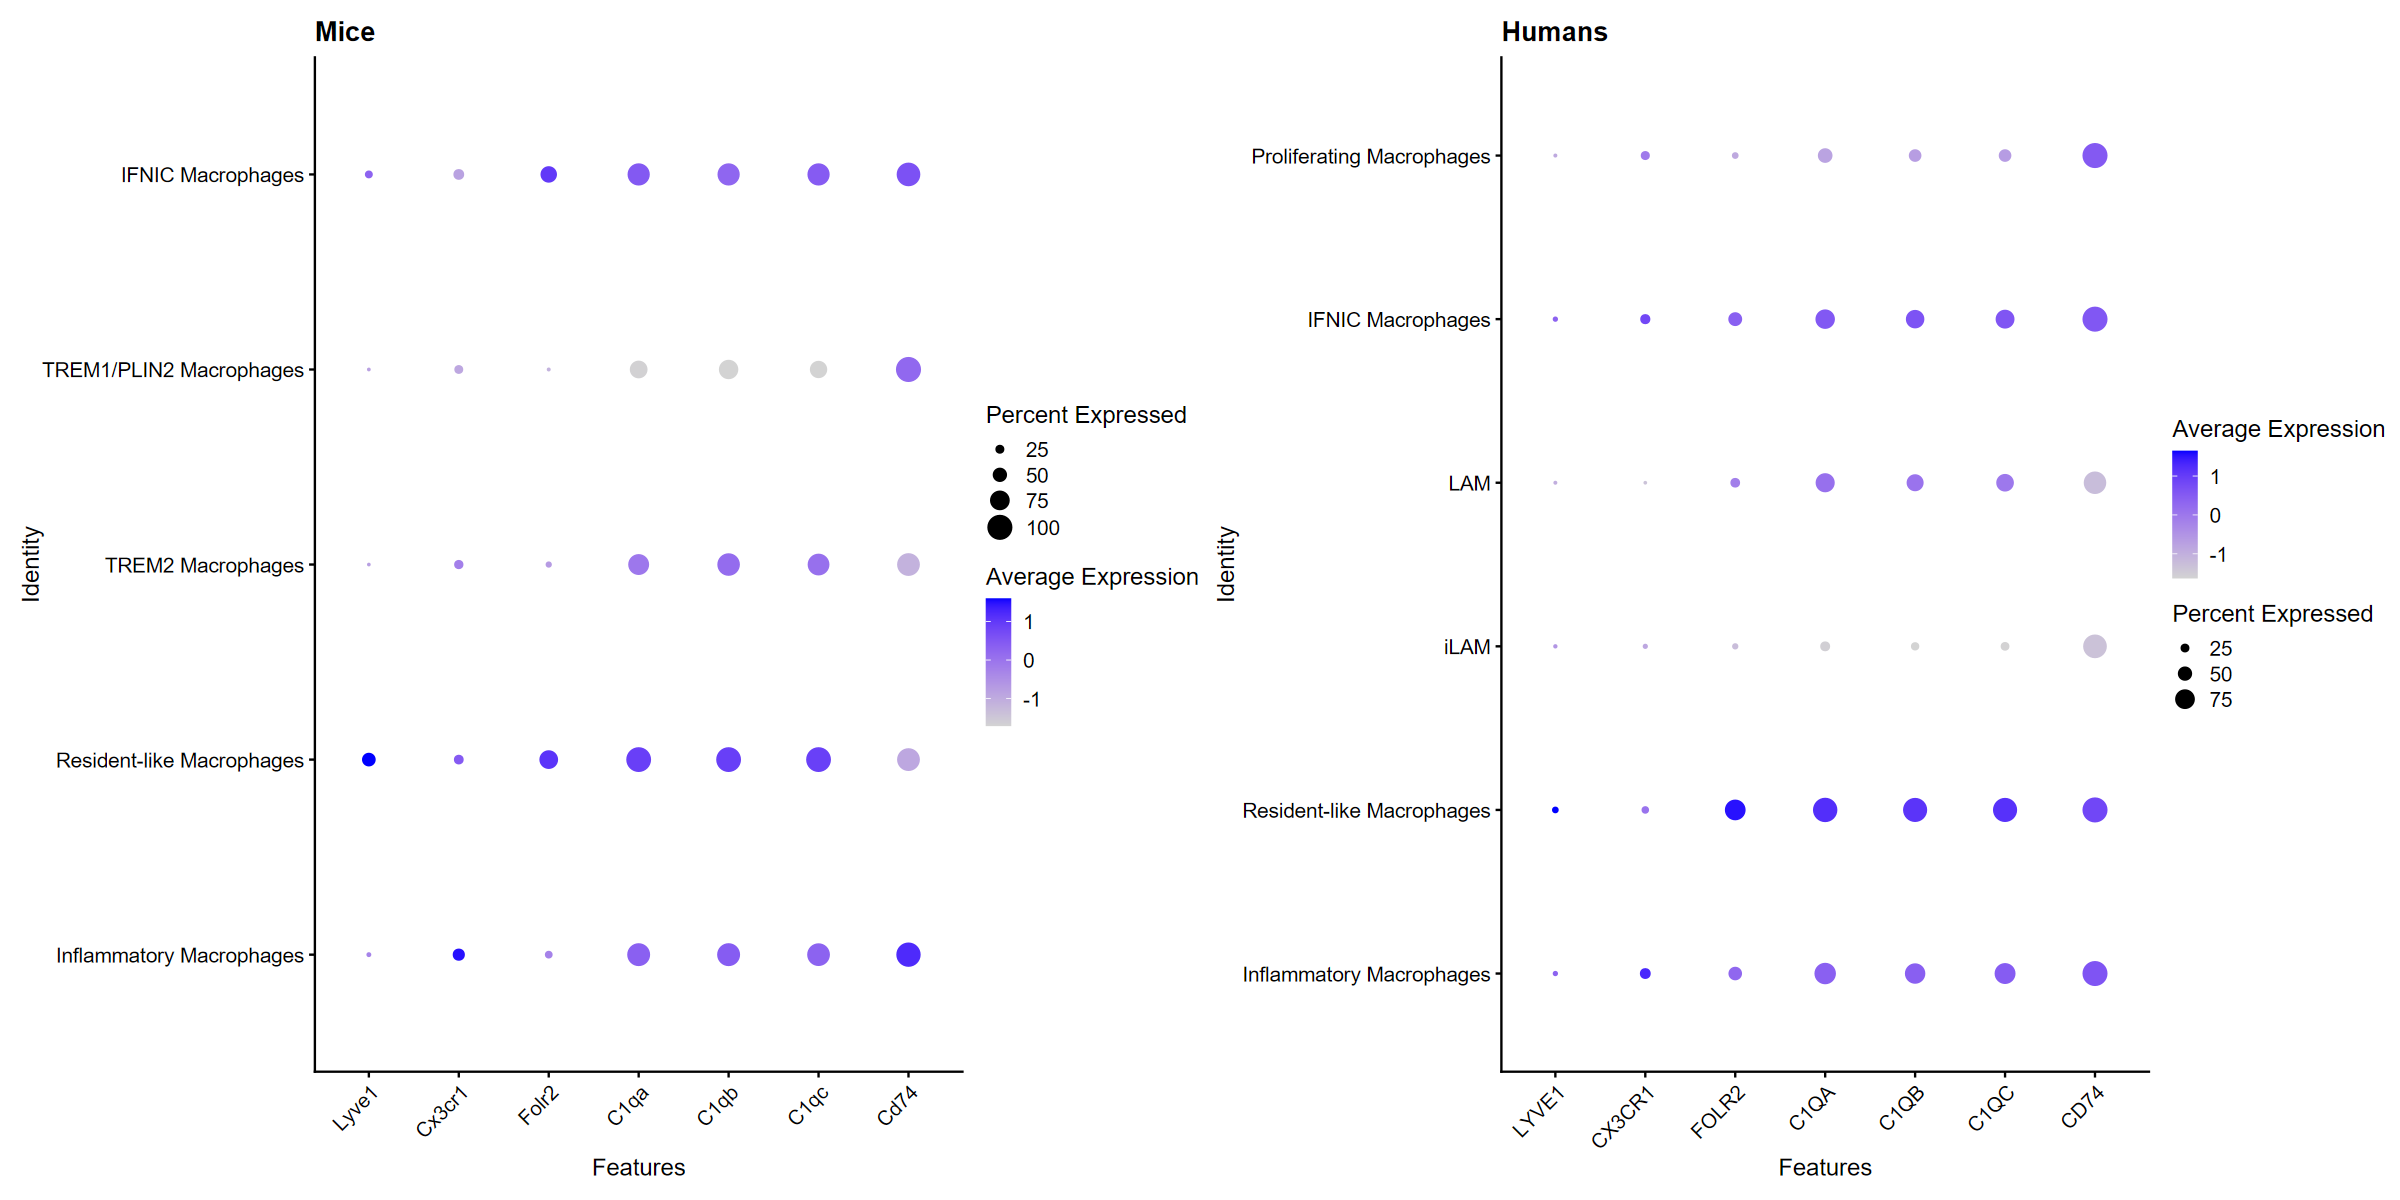 Mice
Identity
IFNIC Macrophages
TREM1/PLIN2 Macrophages
TREM2 Macrophages
Resident-like Macrophages
Inflammatory Macrophages
Lyve1
Cx3cr1
Folr2
C1qa
C1qb
C1qc
Cd74
Features
Percent Expressed
25
50
75
100
Average Expression
1
0
-1
Humans
Identity
Proliferating Macrophages
IFNIC Macrophages
LAM
iLAM
Resident-like Macrophages
Inflammatory Macrophages
LYVE1
CX3CR1
FOLR2
C1QA
C1QB
C1QC
CD74
Features
Average Expression
1
0
-1
Percent Expressed
25
50
75